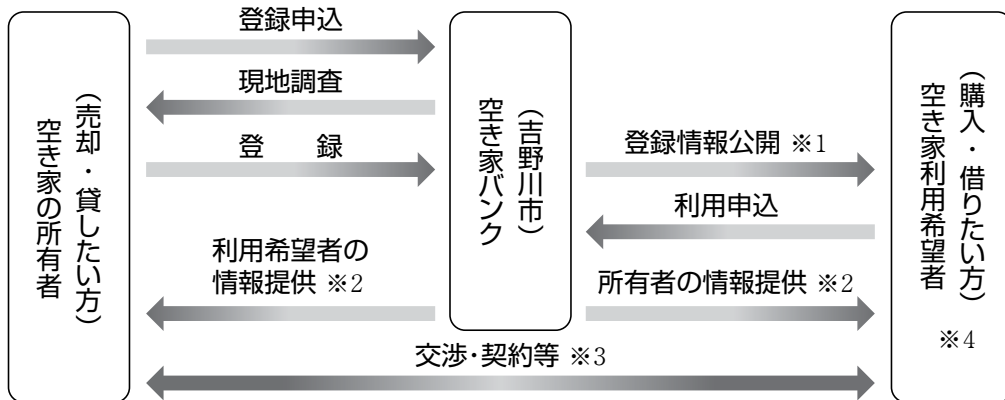 空き家の所有者
(売却・貸したい方)
登録申込
現地調査
登　録
利用希望者の
情報提供 ※2
空き家バンク
(吉野川市)
登録情報公開 ※1
利用申込
所有者の情報提供 ※2
交渉・契約等 ※3
空き家利用希望者
(購入・借りたい方)
※4